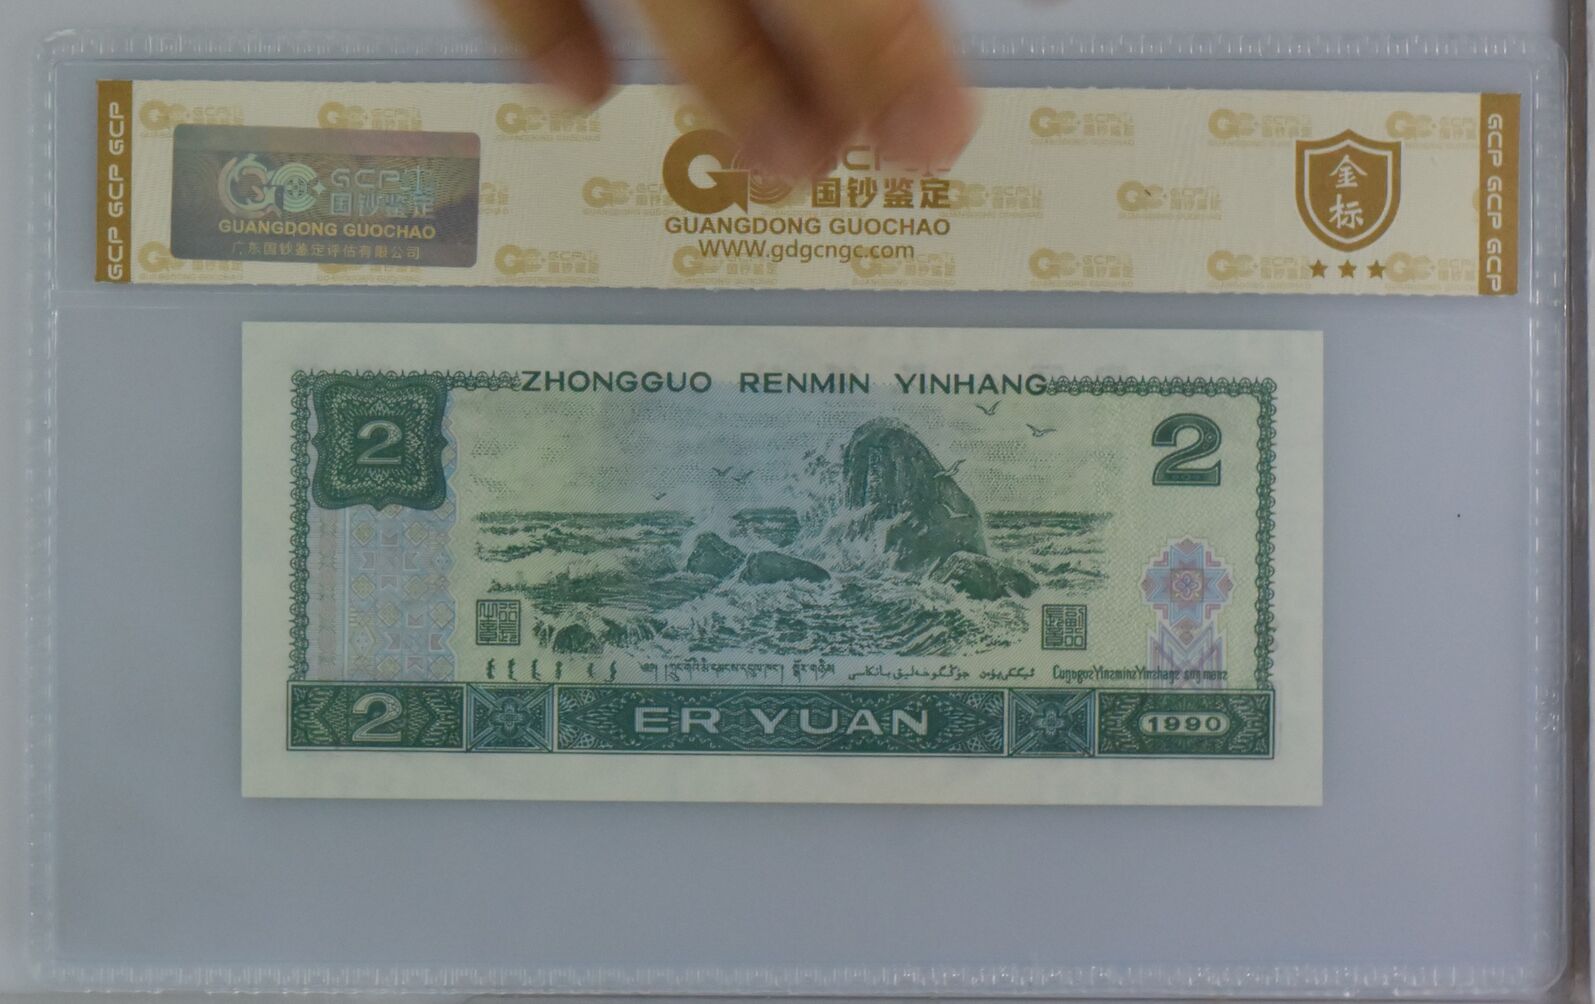 GCP GCP GCP
GCP
国钞鉴定
GUANGDONG GUOCHAO
广东国钞鉴定评估有限公司
国钞鉴定
GUANGDONG GUOCHAO
WWW.gdgcngc.com
金
标
GCP GCP GCP
ZHONGGUO RENMIN YINHANG
2
2
2
ER YUAN
1990